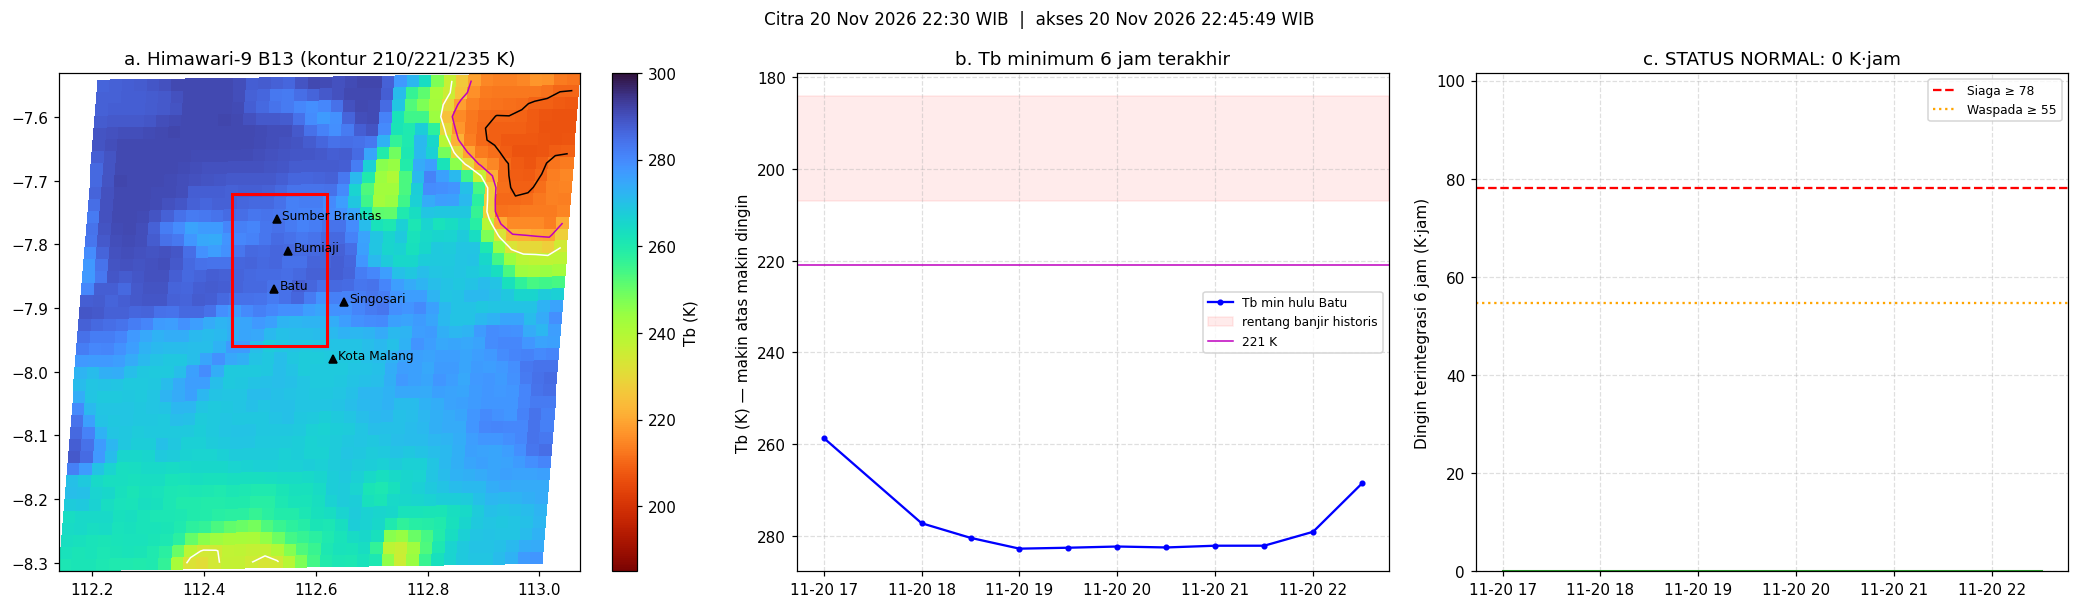 Citra 20 Nov 2026 22:30 WIB | akses 20 Nov 2026 22:45:49 WIB
a. Himawari-9 B13 (kontur 210/221/235 K)
−7.6
−7.7
−7.8
−7.9
−8.0
−8.1
−8.2
−8.3
112.2
112.4
112.6
112.8
113.0
Sumber Brantas
Bumiaji
Batu
Singosari
Kota Malang
300
280
260
240
220
200
Tb (K)
b. Tb minimum 6 jam terakhir
Tb (K) — makin atas makin dingin
180
200
220
240
260
280
Tb min hulu Batu
rentang banjir historis
221 K
11-20 17
11-20 18
11-20 19
11-20 20
11-20 21
11-20 22
c. STATUS NORMAL: 0 K·jam
Dingin terintegrasi 6 jam (K·jam)
100
80
60
40
20
0
Siaga ≥ 78
Waspada ≥ 55
11-20 17
11-20 18
11-20 19
11-20 20
11-20 21
11-20 22